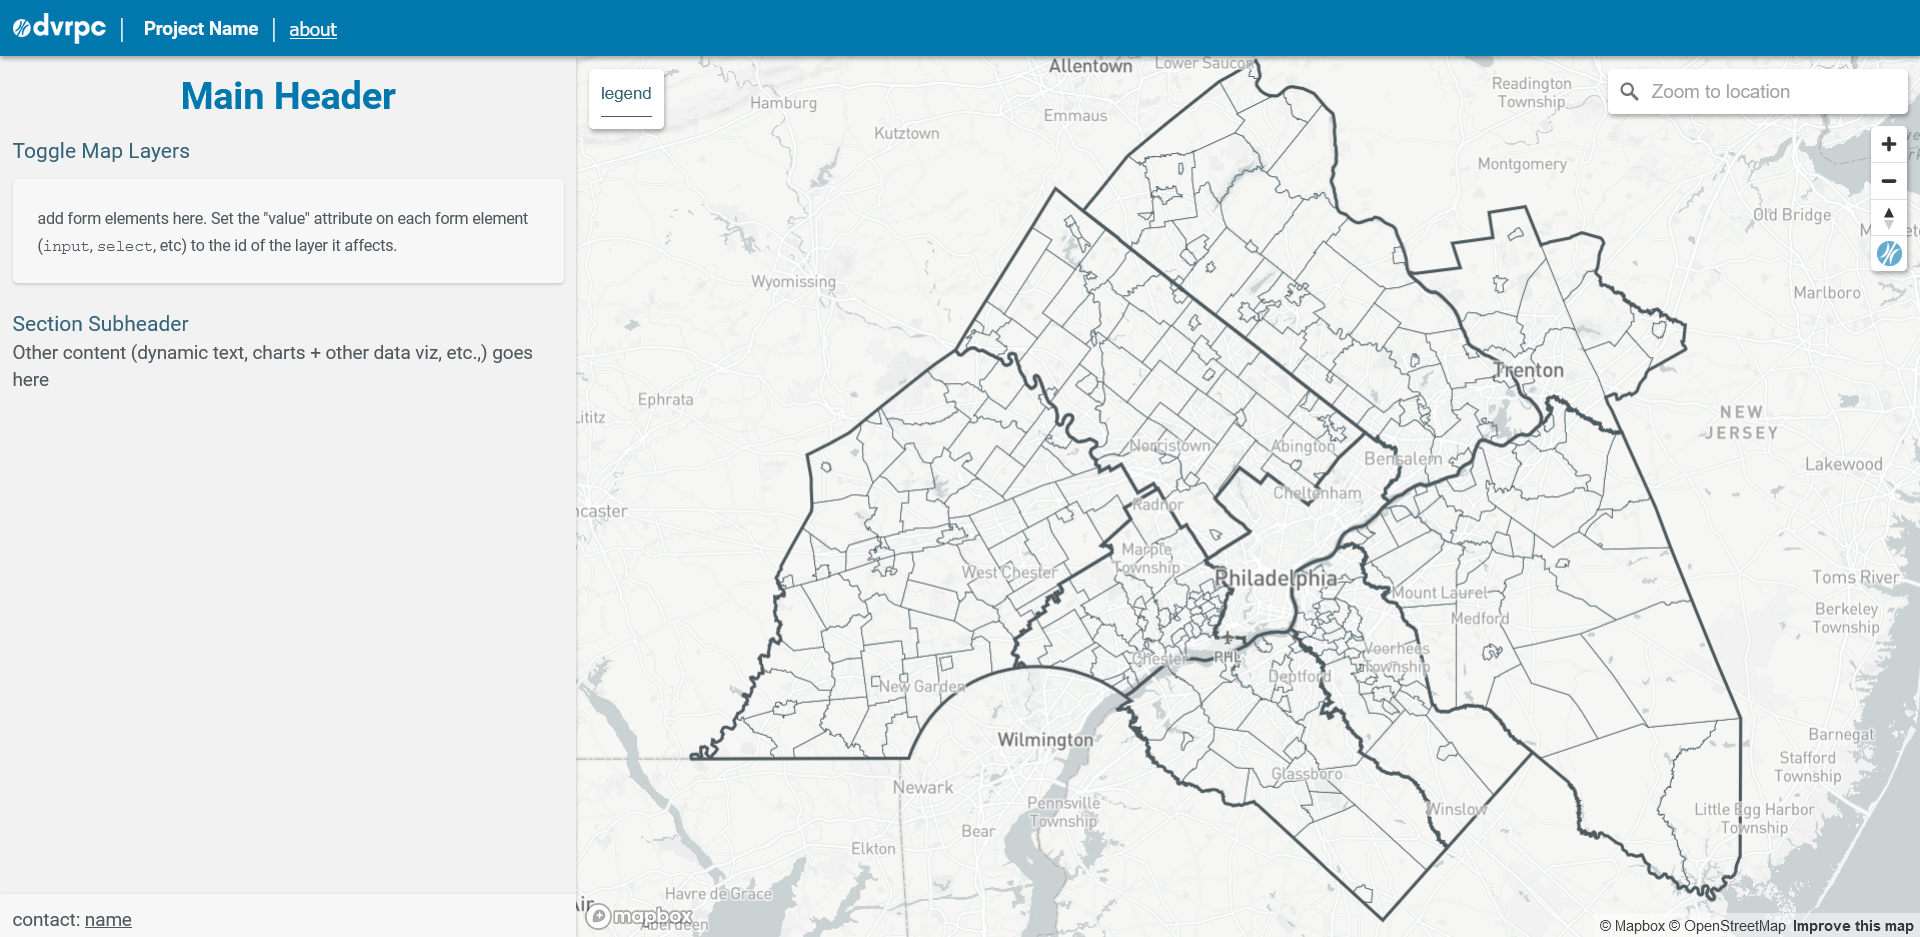 dvrpc
Project Name
about
Main Header
Toggle Map Layers
add form elements here. Set the "value" attribute on each form element
(input, select, etc) to the id of the layer it affects.
Section Subheader
Other content (dynamic text, charts + other data viz, etc.,) goes
here
contact: name
legend
Zoom to location
Allentown
Lower Saucon
Readington
Township
Hamburg
Emmaus
Kutztown
Montgomery
Old Bridge
Wyomissing
Marlboro
Trenton
Ephrata
NEW
JERSEY
Lititz
Norristown
Abington
Bensalem
Lakewood
Cheltenham
Radnor
ncaster
Marple
Township
West Chester
Philadelphia
Toms River
Mount Laurel
Berkeley
Township
Medford
Voorhees
Township
Chester
PHL
Deptford
New Garden
Wilmington
Barnegat
Stafford
Township
Glassboro
Newark
Pennsville
Township
Winslow
Little Egg Harbor
Township
Bear
Elkton
Havre de Grace
Air
Aberdeen
mapbox
© Mapbox © OpenStreetMap Improve this map